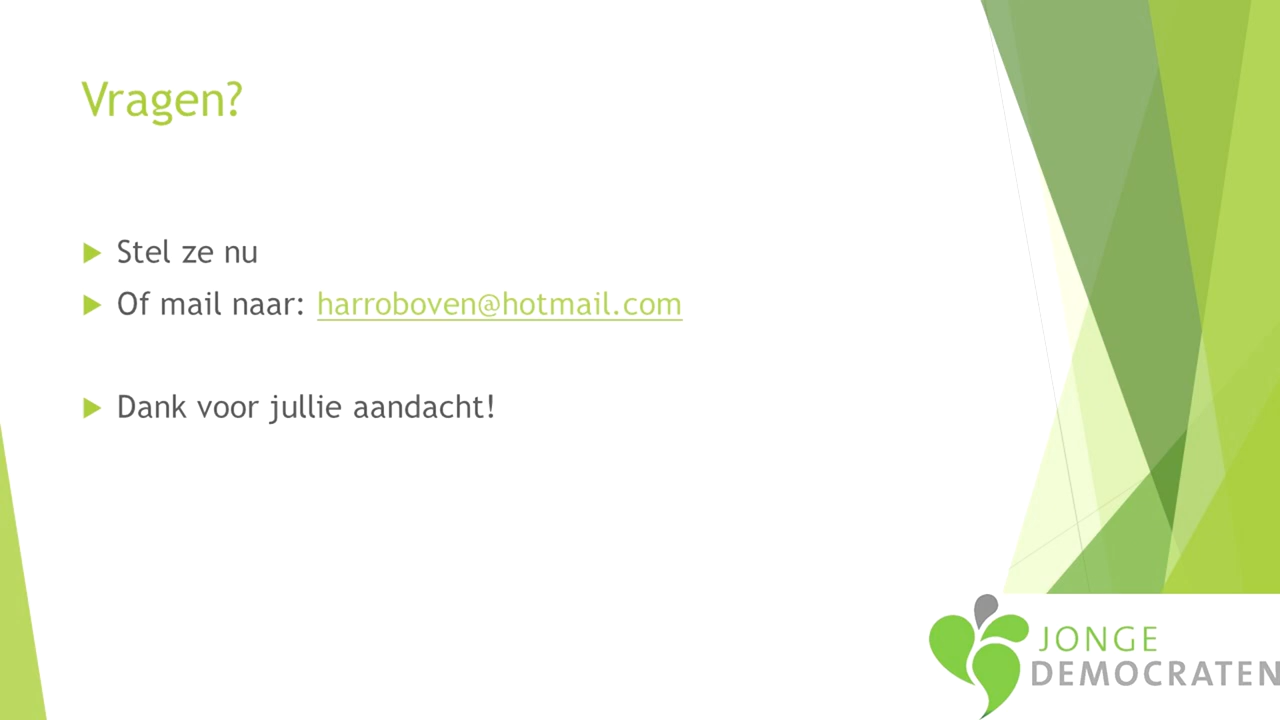 Vragen?
Stel ze nu
Of mail naar: harroboven@hotmail.com
Dank voor jullie aandacht!
JONGE
DEMOCRATEN